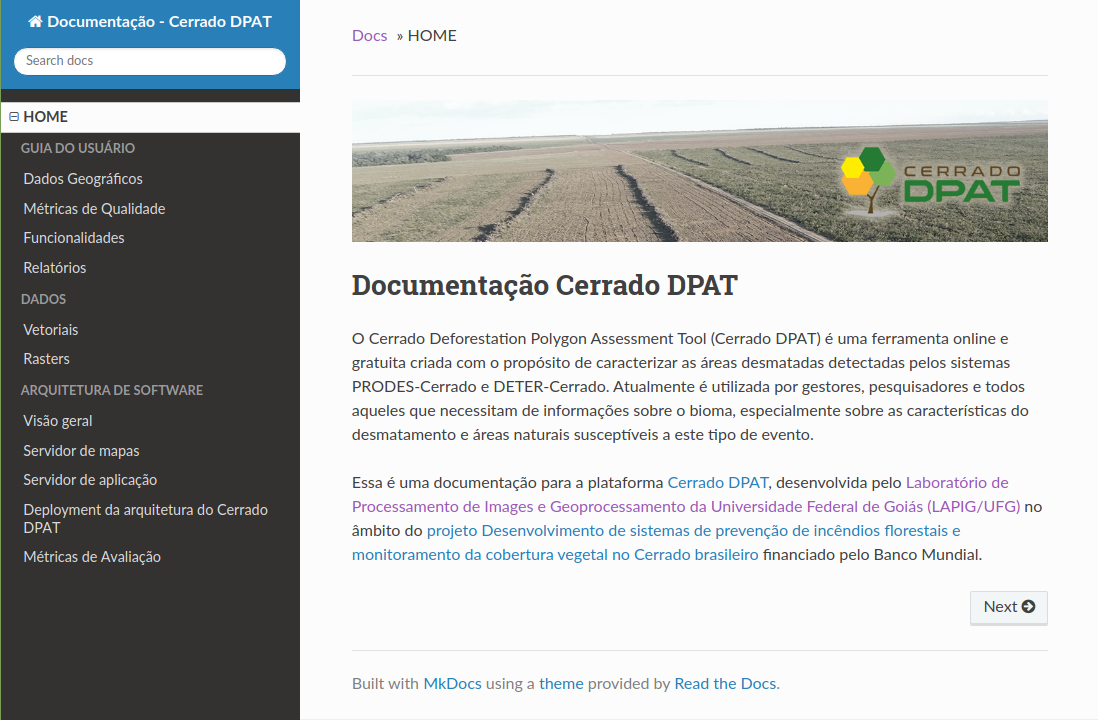 Documentação - Cerrado DPAT
Search docs
HOME
GUIA DO USUÁRIO
Dados Geográficos
Métricas de Qualidade
Funcionalidades
Relatórios
DADOS
Vetoriais
Rasters
ARQUITETURA DE SOFTWARE
Visão geral
Servidor de mapas
Servidor de aplicação
Deployment da arquitetura do Cerrado
DPAT
Métricas de Avaliação
Docs » HOME
CERRADO
DPAT
Documentação Cerrado DPAT
O Cerrado Deforestation Polygon Assessment Tool (Cerrado DPAT) é uma ferramenta online e
gratuita criada com o propósito de caracterizar as áreas desmatadas detectadas pelos sistemas
PRODES-Cerrado e DETER-Cerrado. Atualmente é utilizada por gestores, pesquisadores e todos
aqueles que necessitam de informações sobre o bioma, especialmente sobre as características do
desmatamento e áreas naturais susceptíveis a este tipo de evento.
Essa é uma documentação para a plataforma Cerrado DPAT, desenvolvida pelo Laboratório de
Processamento de Images e Geoprocessamento da Universidade Federal de Goiás (LAPIG/UFG) no
âmbito do projeto Desenvolvimento de sistemas de prevenção de incêndios florestais e
monitoramento da cobertura vegetal no Cerrado brasileiro financiado pelo Banco Mundial.
Next
Built with MkDocs using a theme provided by Read the Docs.